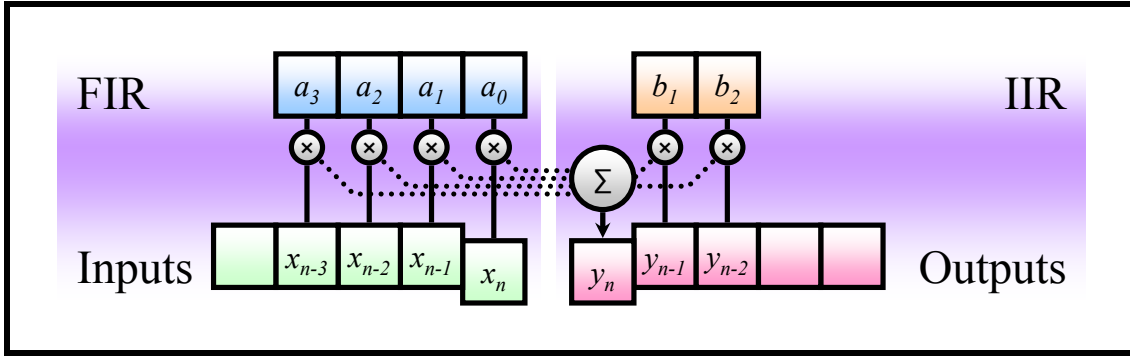 FIR a₃ a₂ a₁ a₀ b₁ b₂ IIR
× × × × × ×
Σ
Inputs xₙ₋₃ xₙ₋₂ xₙ₋₁ xₙ yₙ yₙ₋₁ yₙ₋₂ Outputs